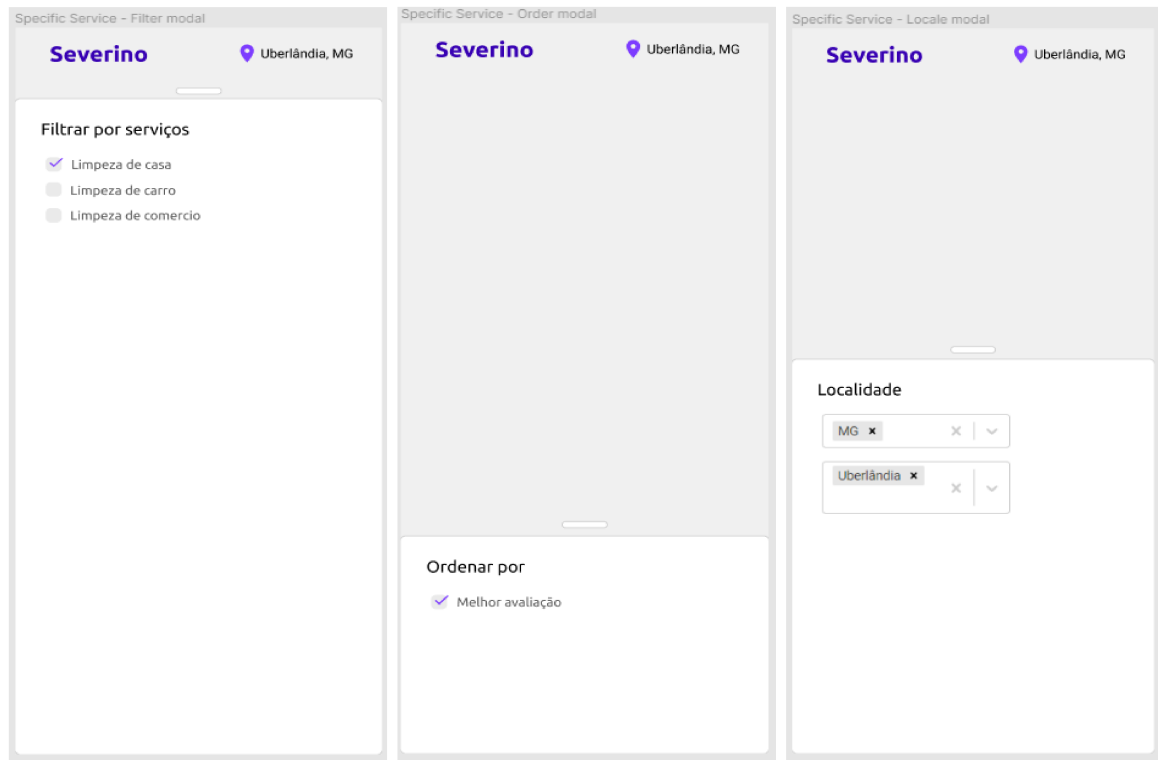 Specific Service - Filter modal
Severino
Uberlândia, MG
Filtrar por serviços
Limpeza de casa
Limpeza de carro
Limpeza de comercio
Specific Service - Order modal
Severino
Uberlândia, MG
Ordenar por
Melhor avaliação
Specific Service - Locale modal
Severino
Uberlândia, MG
Localidade
MG
Uberlândia